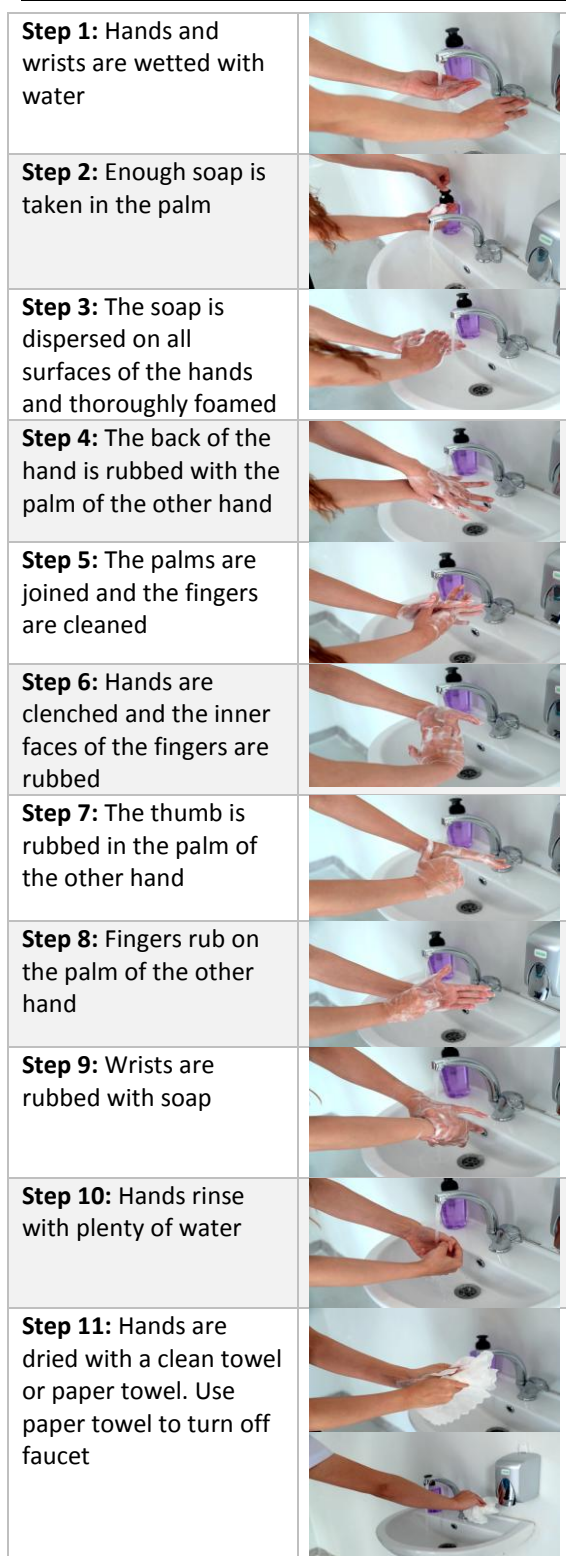 Step 1: Hands and
wrists are wetted with
water
Step 2: Enough soap is
taken in the palm
Step 3: The soap is
dispersed on all
surfaces of the hands
and thoroughly foamed
Step 4: The back of the
hand is rubbed with the
palm of the other hand
Step 5: The palms are
joined and the fingers
are cleaned
Step 6: Hands are
clenched and the inner
faces of the fingers are
rubbed
Step 7: The thumb is
rubbed in the palm of
the other hand
Step 8: Fingers rub on
the palm of the other
hand
Step 9: Wrists are
rubbed with soap
Step 10: Hands rinse
with plenty of water
Step 11: Hands are
dried with a clean towel
or paper towel. Use
paper towel to turn off
faucet